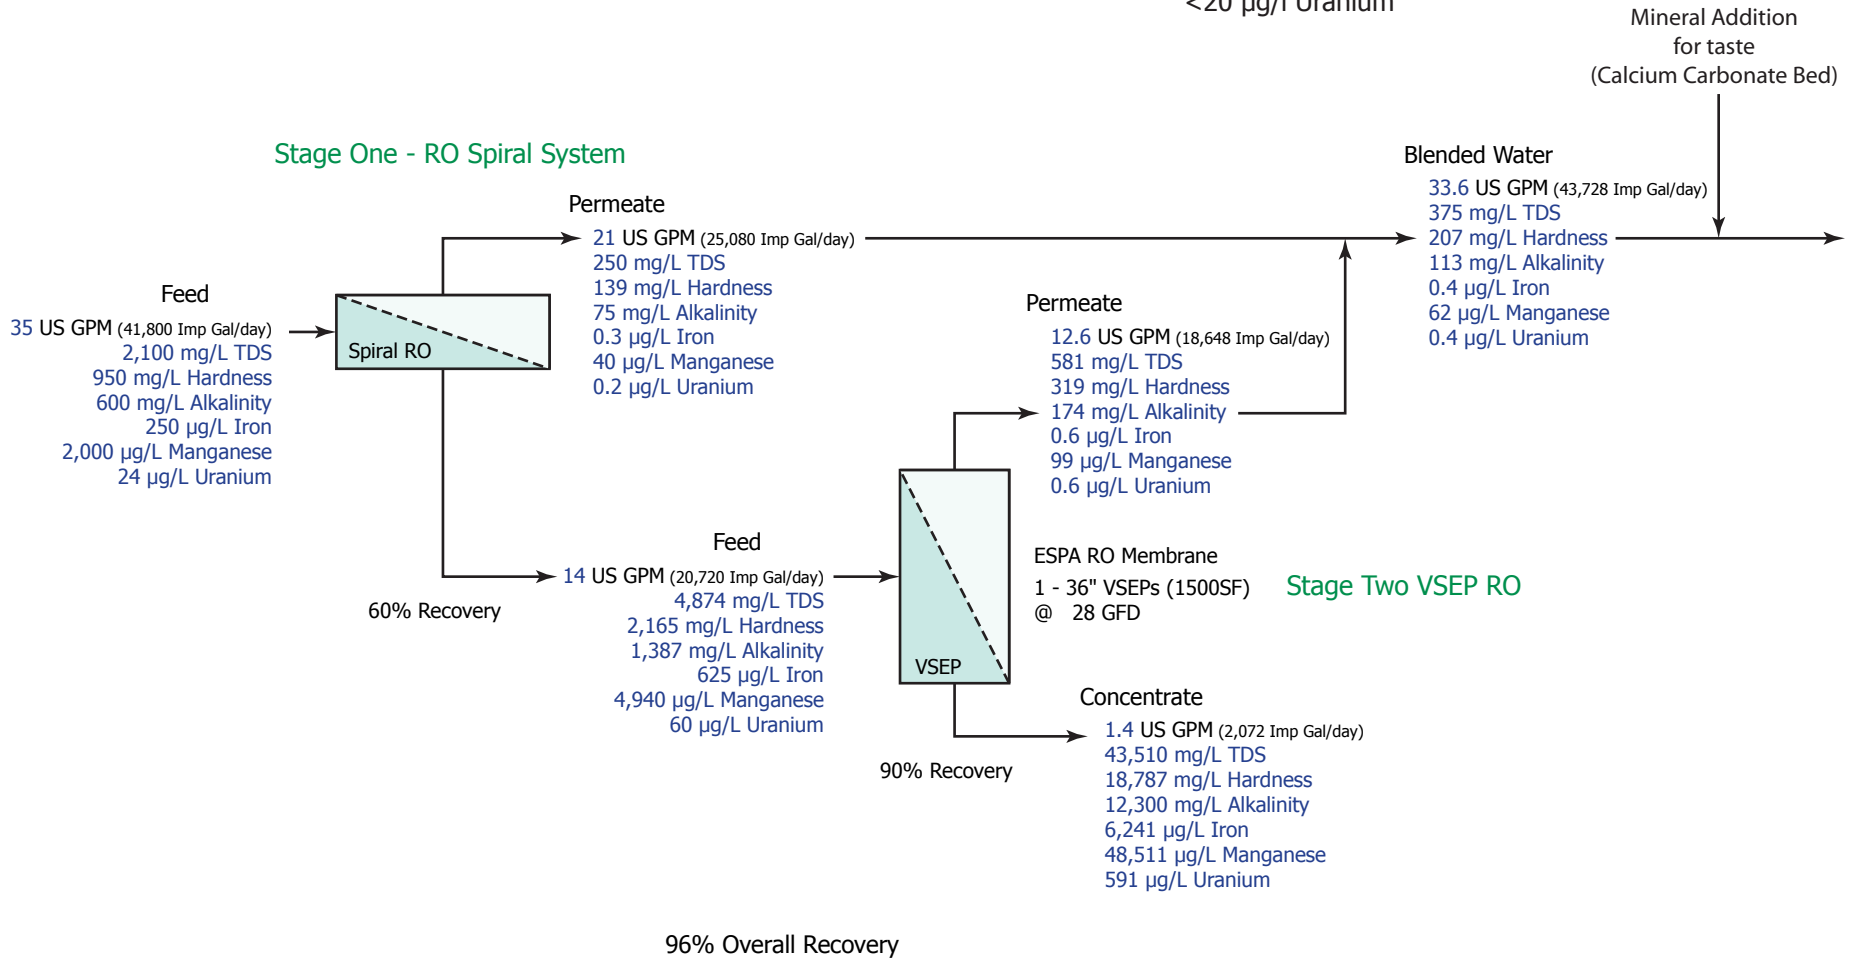 <20 µg/l Uranium
Mineral Addition
for taste
(Calcium Carbonate Bed)
Stage One - RO Spiral System
Blended Water
33.6 US GPM (43,728 Imp Gal/day)
375 mg/L TDS
207 mg/L Hardness
113 mg/L Alkalinity
0.4 µg/L Iron
62 µg/L Manganese
0.4 µg/L Uranium
Permeate
21 US GPM (25,080 Imp Gal/day)
250 mg/L TDS
139 mg/L Hardness
75 mg/L Alkalinity
0.3 µg/L Iron
40 µg/L Manganese
0.2 µg/L Uranium
Feed
35 US GPM (41,800 Imp Gal/day)
2,100 mg/L TDS
950 mg/L Hardness
600 mg/L Alkalinity
250 µg/L Iron
2,000 µg/L Manganese
24 µg/L Uranium
Spiral RO
Permeate
12.6 US GPM (18,648 Imp Gal/day)
581 mg/L TDS
319 mg/L Hardness
174 mg/L Alkalinity
0.6 µg/L Iron
99 µg/L Manganese
0.6 µg/L Uranium
Feed
14 US GPM (20,720 Imp Gal/day)
4,874 mg/L TDS
2,165 mg/L Hardness
1,387 mg/L Alkalinity
625 µg/L Iron
4,940 µg/L Manganese
60 µg/L Uranium
60% Recovery
VSEP
ESPA RO Membrane
1 - 36" VSEPs (1500SF)
@ 28 GFD
Stage Two VSEP RO
Concentrate
1.4 US GPM (2,072 Imp Gal/day)
43,510 mg/L TDS
18,787 mg/L Hardness
12,300 mg/L Alkalinity
6,241 µg/L Iron
48,511 µg/L Manganese
591 µg/L Uranium
90% Recovery
96% Overall Recovery